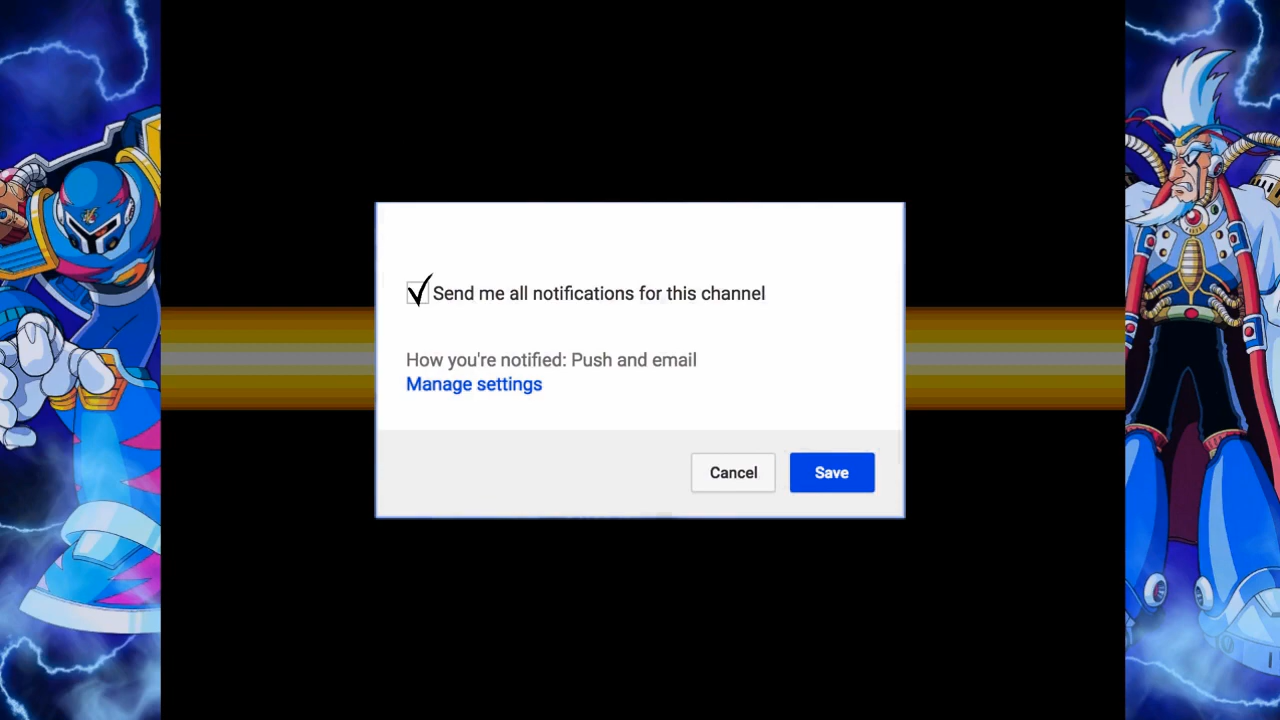 Send me all notifications for this channel
How you're notified: Push and email
Manage settings
Cancel
Save